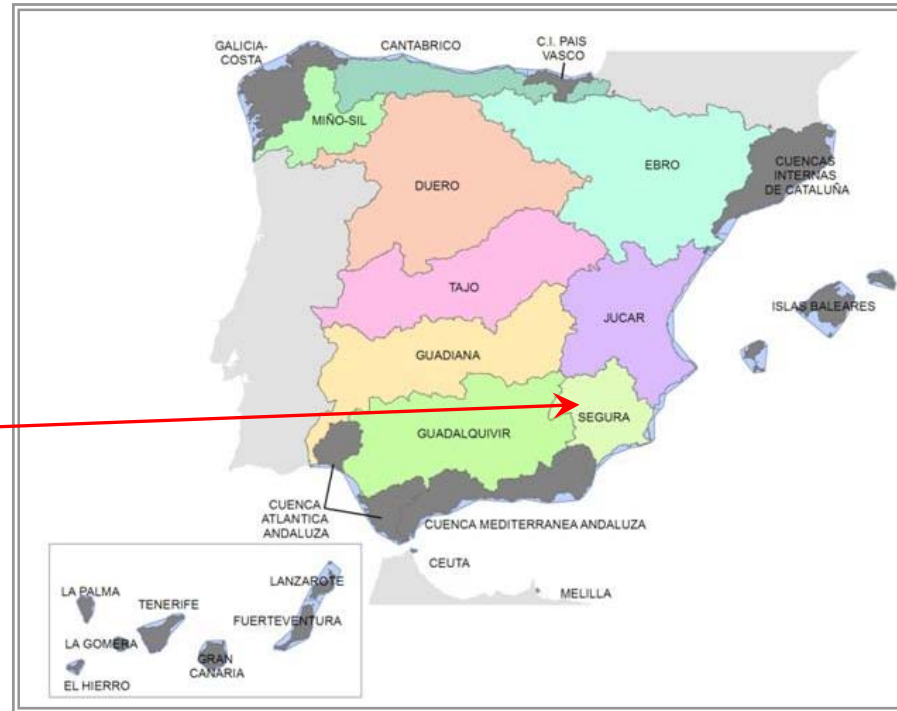 GALICIA-
COSTA
CANTABRICO
C.I. PAIS
VASCO
MIÑO-SIL
DUERO
EBRO
CUENCAS
INTERNAS
DE CATALUÑA
TAJO
ISLAS BALEARES
JUCAR
GUADIANA
SEGURA
GUADALQUIVIR
CUENCA
ATLANTICA
ANDALUZA
CUENCA MEDITERRANEA ANDALUZA
CEUTA
MELILLA
LANZAROTE
LA PALMA
TENERIFE
FUERTEVENTURA
LA GOMERA
GRAN
CANARIA
EL HIERRO